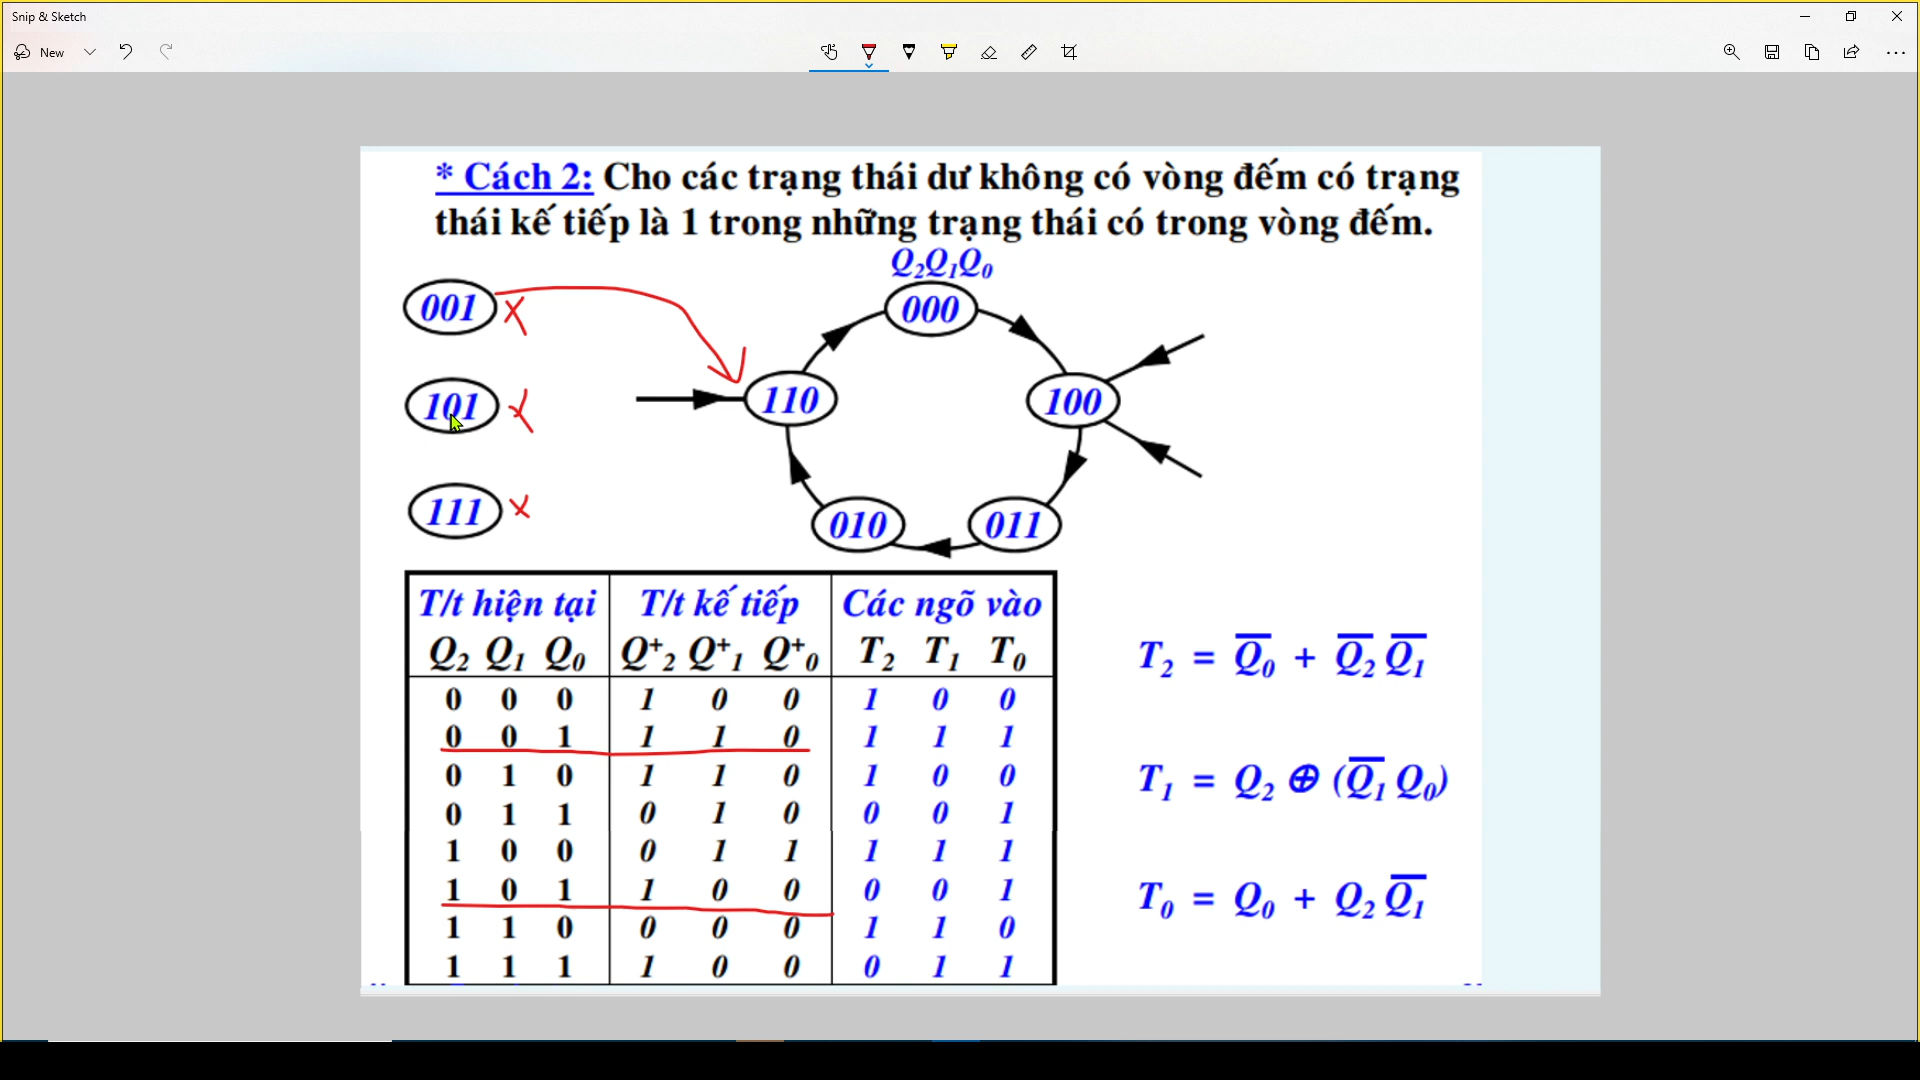 Snip & Sketch
New
* Cách 2: Cho các trạng thái dư không có vòng đếm có trạng
thái kế tiếp là 1 trong những trạng thái có trong vòng đếm.
Q₂Q₁Q₀
001
000
101
110
100
111
010
011
T/t hiện tại T/t kế tiếp Các ngõ vào
Q₂ Q₁ Q₀ Q⁺₂ Q⁺₁ Q⁺₀ T₂ T₁ T₀
0 0 0 1 0 0 1 0 0
0 0 1 1 1 0 1 1 1
0 1 0 1 1 0 1 0 0
0 1 1 0 1 0 0 0 1
1 0 0 0 1 1 1 1 1
1 0 1 1 0 0 0 0 1
1 1 0 0 0 0 1 1 0
1 1 1 1 0 0 0 1 1
T₂ = Q̅₀ + Q̅₂ Q̅₁
T₁ = Q₂ ⊕ (Q̅₁ Q₀)
T₀ = Q₀ + Q₂ Q̅₁